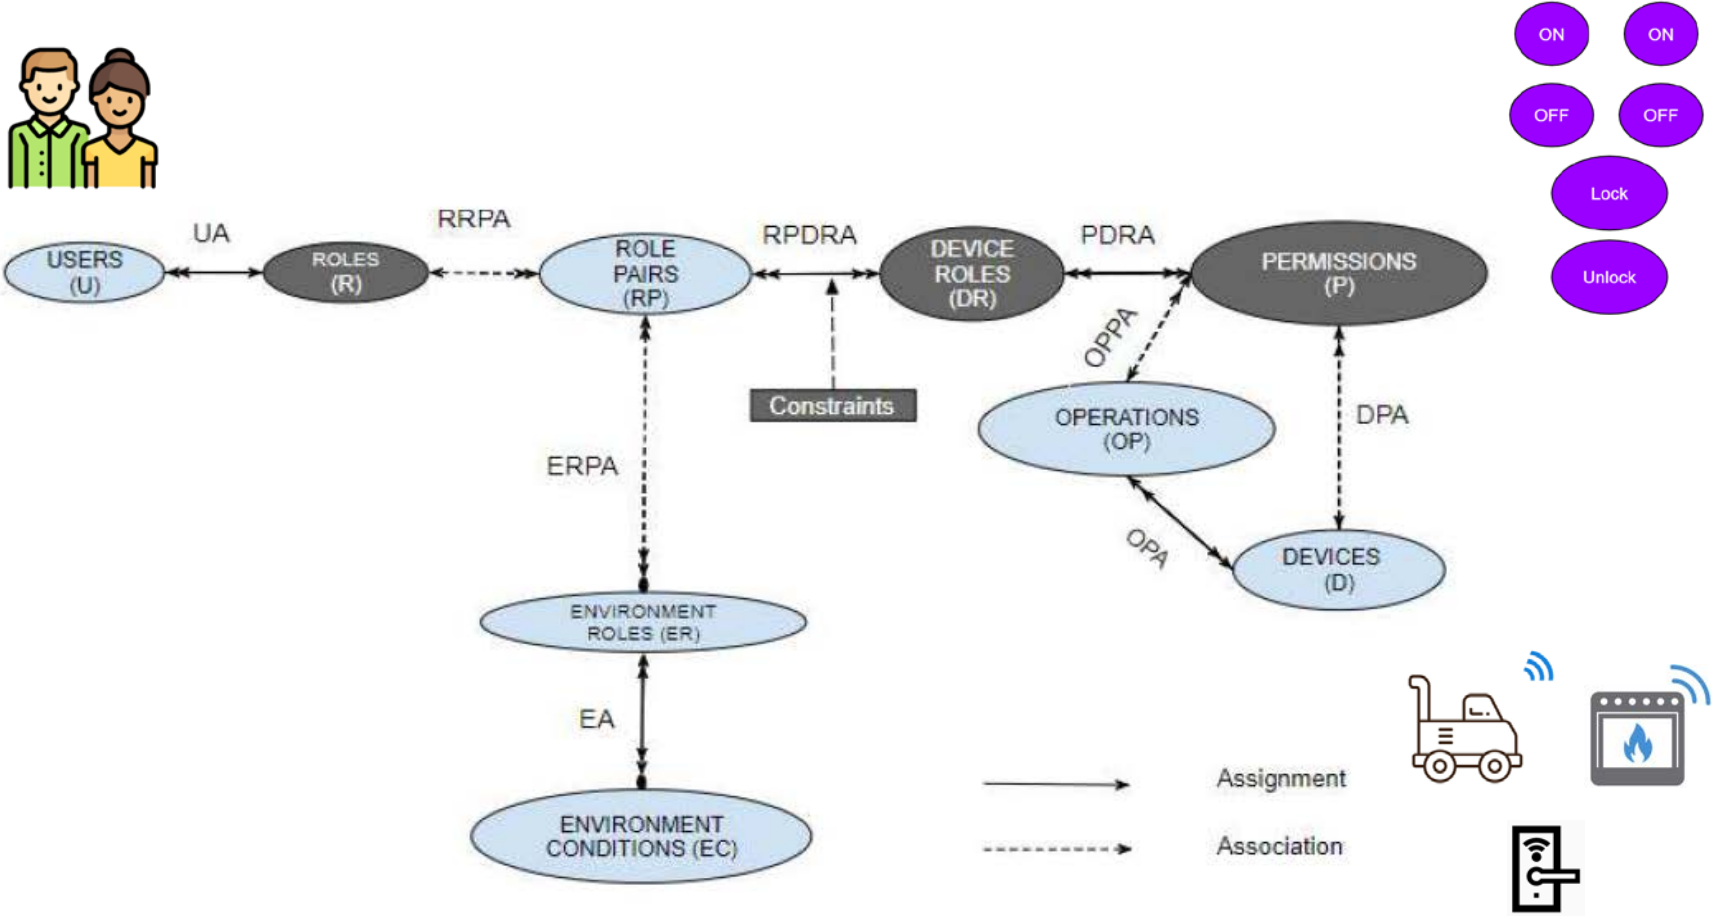 ON
ON
OFF
OFF
Lock
Unlock
UA
RRPA
RPDRA
PDRA
USERS
(U)
ROLES
(R)
ROLE
PAIRS
(RP)
DEVICE
ROLES
(DR)
PERMISSIONS
(P)
OPPA
Constraints
OPERATIONS
(OP)
DPA
ERPA
OPA
DEVICES
(D)
ENVIRONMENT
ROLES (ER)
EA
ENVIRONMENT
CONDITIONS (EC)
Assignment
Association